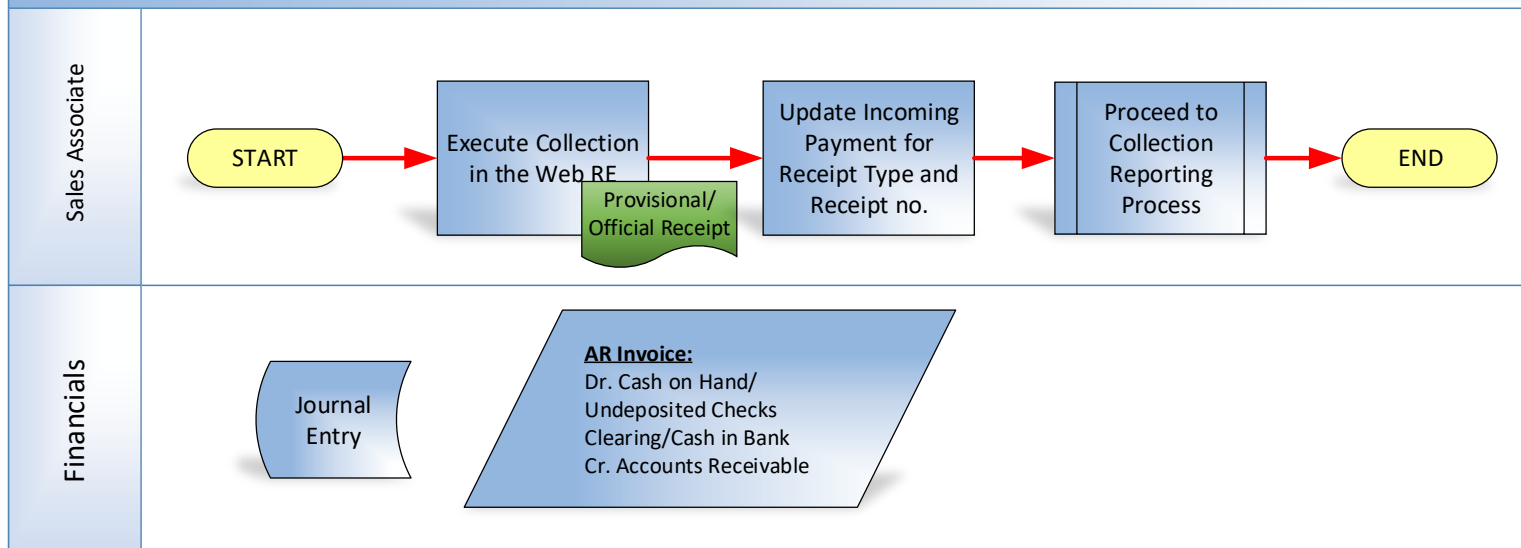 Sales Associate
START
Execute Collection
in the Web RE
Provisional/
Official Receipt
Update Incoming
Payment for
Receipt Type and
Receipt no.
Proceed to
Collection
Reporting
Process
END
Financials
Journal
Entry
AR Invoice:
Dr. Cash on Hand/
Undeposited Checks
Clearing/Cash in Bank
Cr. Accounts Receivable